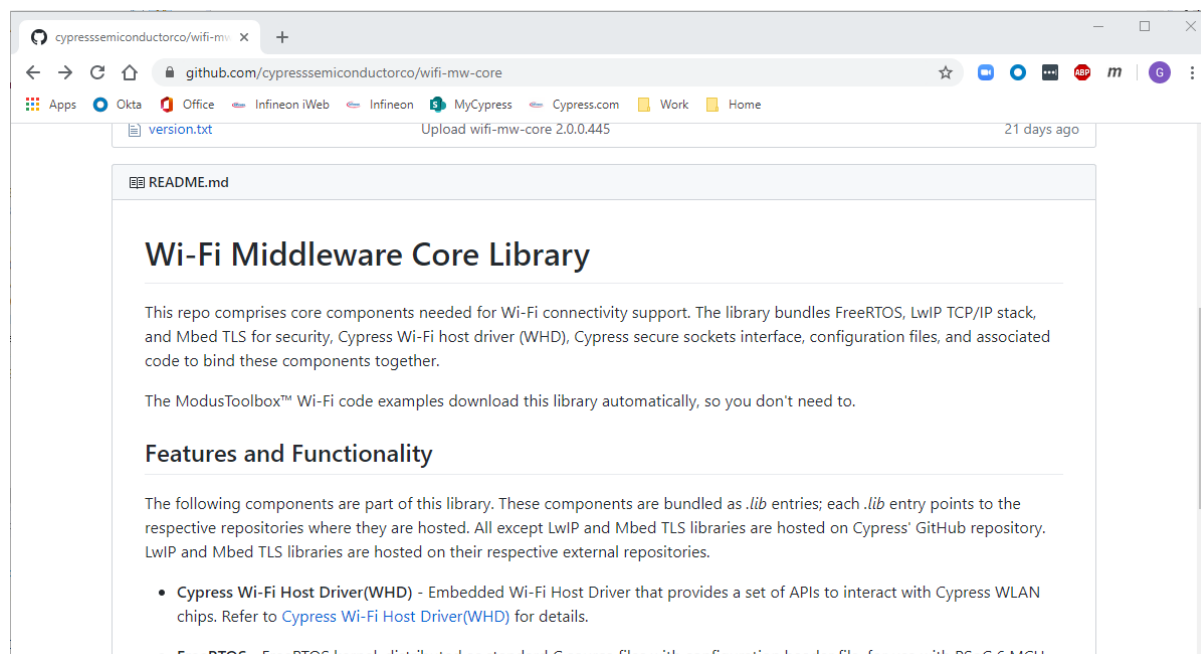 cypresssemiconductorco/wifi-mw
github.com/cypresssemiconductorco/wifi-mw-core
ABP
m
G
Apps
Okta
Office
Infineon iWeb
Infineon
MyCypress
Cypress.com
Work
Home
version.txt
Upload wifi-mw-core 2.0.0.445
21 days ago
README.md
Wi-Fi Middleware Core Library
This repo comprises core components needed for Wi-Fi connectivity support. The library bundles FreeRTOS, LwIP TCP/IP stack,
and Mbed TLS for security, Cypress Wi-Fi host driver (WHD), Cypress secure sockets interface, configuration files, and associated
code to bind these components together.
The ModusToolbox™ Wi-Fi code examples download this library automatically, so you don't need to.
Features and Functionality
The following components are part of this library. These components are bundled as .lib entries; each .lib entry points to the
respective repositories where they are hosted. All except LwIP and Mbed TLS libraries are hosted on Cypress' GitHub repository.
LwIP and Mbed TLS libraries are hosted on their respective external repositories.
• Cypress Wi-Fi Host Driver(WHD) - Embedded Wi-Fi Host Driver that provides a set of APIs to interact with Cypress WLAN
chips. Refer to Cypress Wi-Fi Host Driver(WHD) for details.